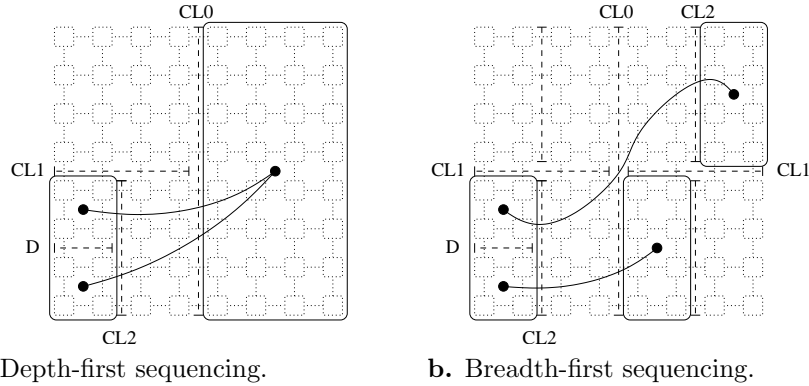 CL0
CL1
D
CL2
Depth-first sequencing.
CL0
CL2
CL1
CL1
D
CL2
b. Breadth-first sequencing.